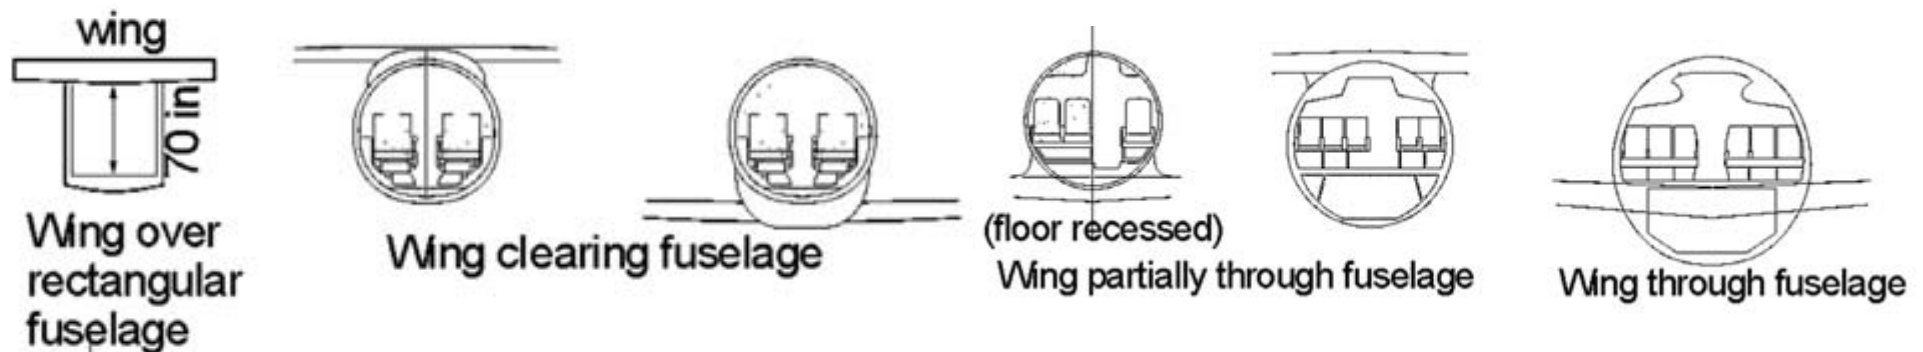 wing
70 in
Wing over
rectangular
fuselage
Wing clearing fuselage
(floor recessed)
Wing partially through fuselage
Wing through fuselage